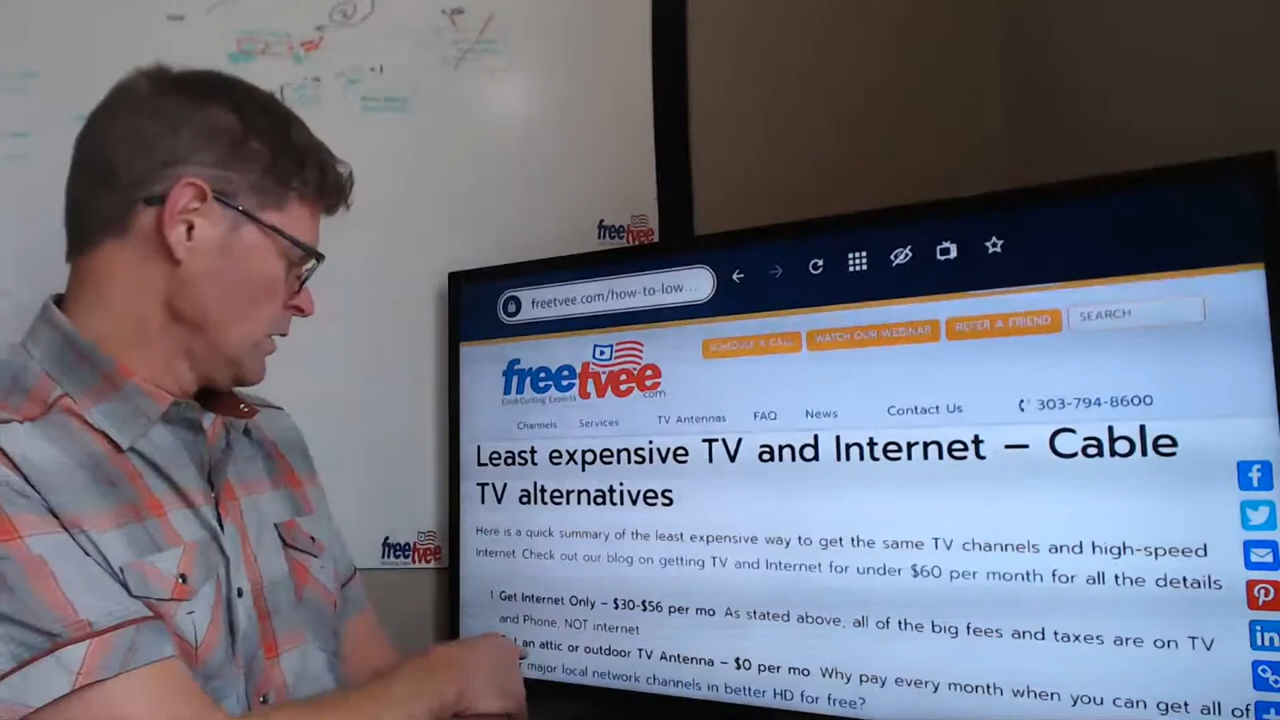 freetvee
freetvee
freetvee.com/how-to-low...
SCHEDULE A CALL
WATCH OUR WEBINAR
REFER A FRIEND
SEARCH
freetvee.com
Cord-Cutting Experts
Channels Services TV Antennas FAQ News Contact Us 303-794-8600
Least expensive TV and Internet – Cable
TV alternatives
Here is a quick summary of the least expensive way to get the same TV channels and high-speed
Internet. Check out our blog on getting TV and Internet for under $60 per month for all the details
1 Get Internet Only – $30-$56 per mo As stated above, all of the big fees and taxes are on TV
and Phone, NOT internet
an attic or outdoor TV Antenna – $0 per mo Why pay every month when you can get all of
major local network channels in better HD for free?